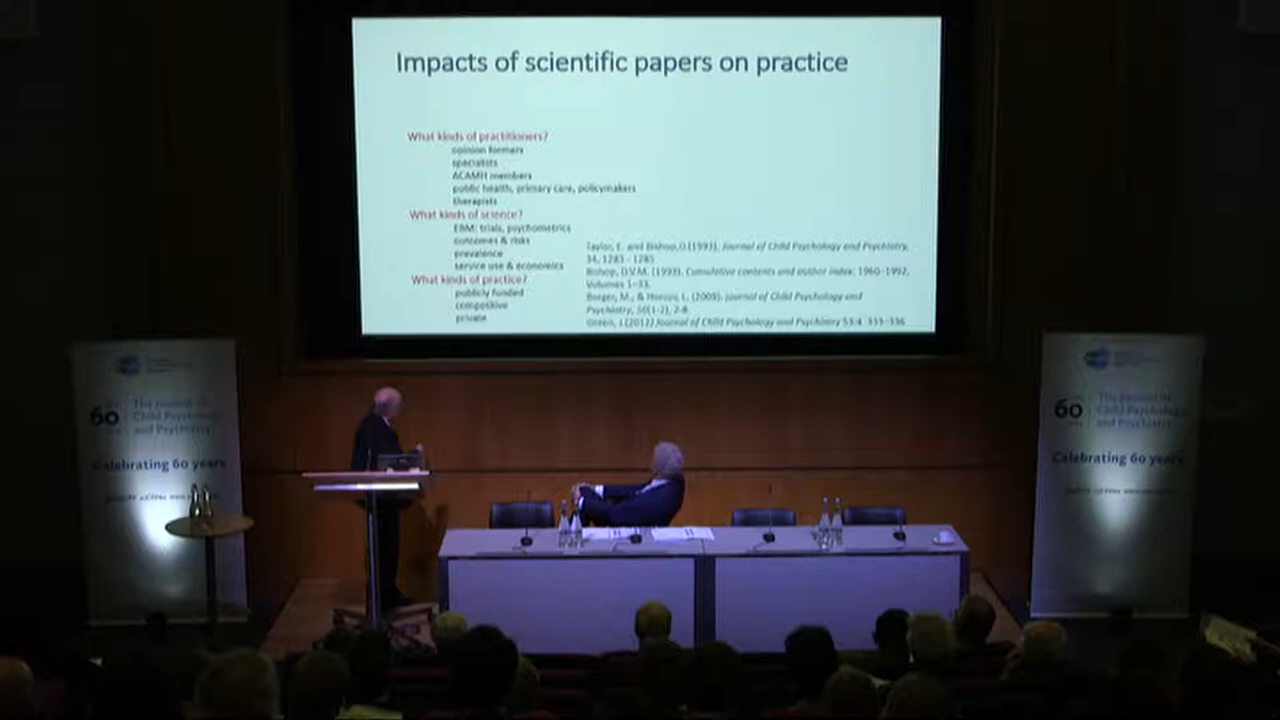 Impacts of scientific papers on practice
What kinds of practitioners?
opinion formers
specialists
ACAMH members
public health, primary care, policymakers
therapists
What kinds of science?
EBM: trials, psychometrics
outcomes & risks
prevalence
service use & economics
What kinds of practice?
publicly funded
competitive
private
Taylor, E. and Bishop,D.(1993). Journal of Child Psychology and Psychiatry,
34, 1283 - 1285
Bishop, D.V.M. (1993). Cumulative contents and author index: 1960-1992,
Volumes 1-33.
Berger, M., & (2009). Journal of Child Psychology and
Psychiatry, 50(1-2), 2-8.
Green, J.(2012) Journal of Child Psychology and Psychiatry 53:4 333-336
60
The Journal of
Child Psychology
and Psychiatry
Celebrating 60 years
60
The Journal of
Child Psychology
and Psychiatry
Celebrating 60 years